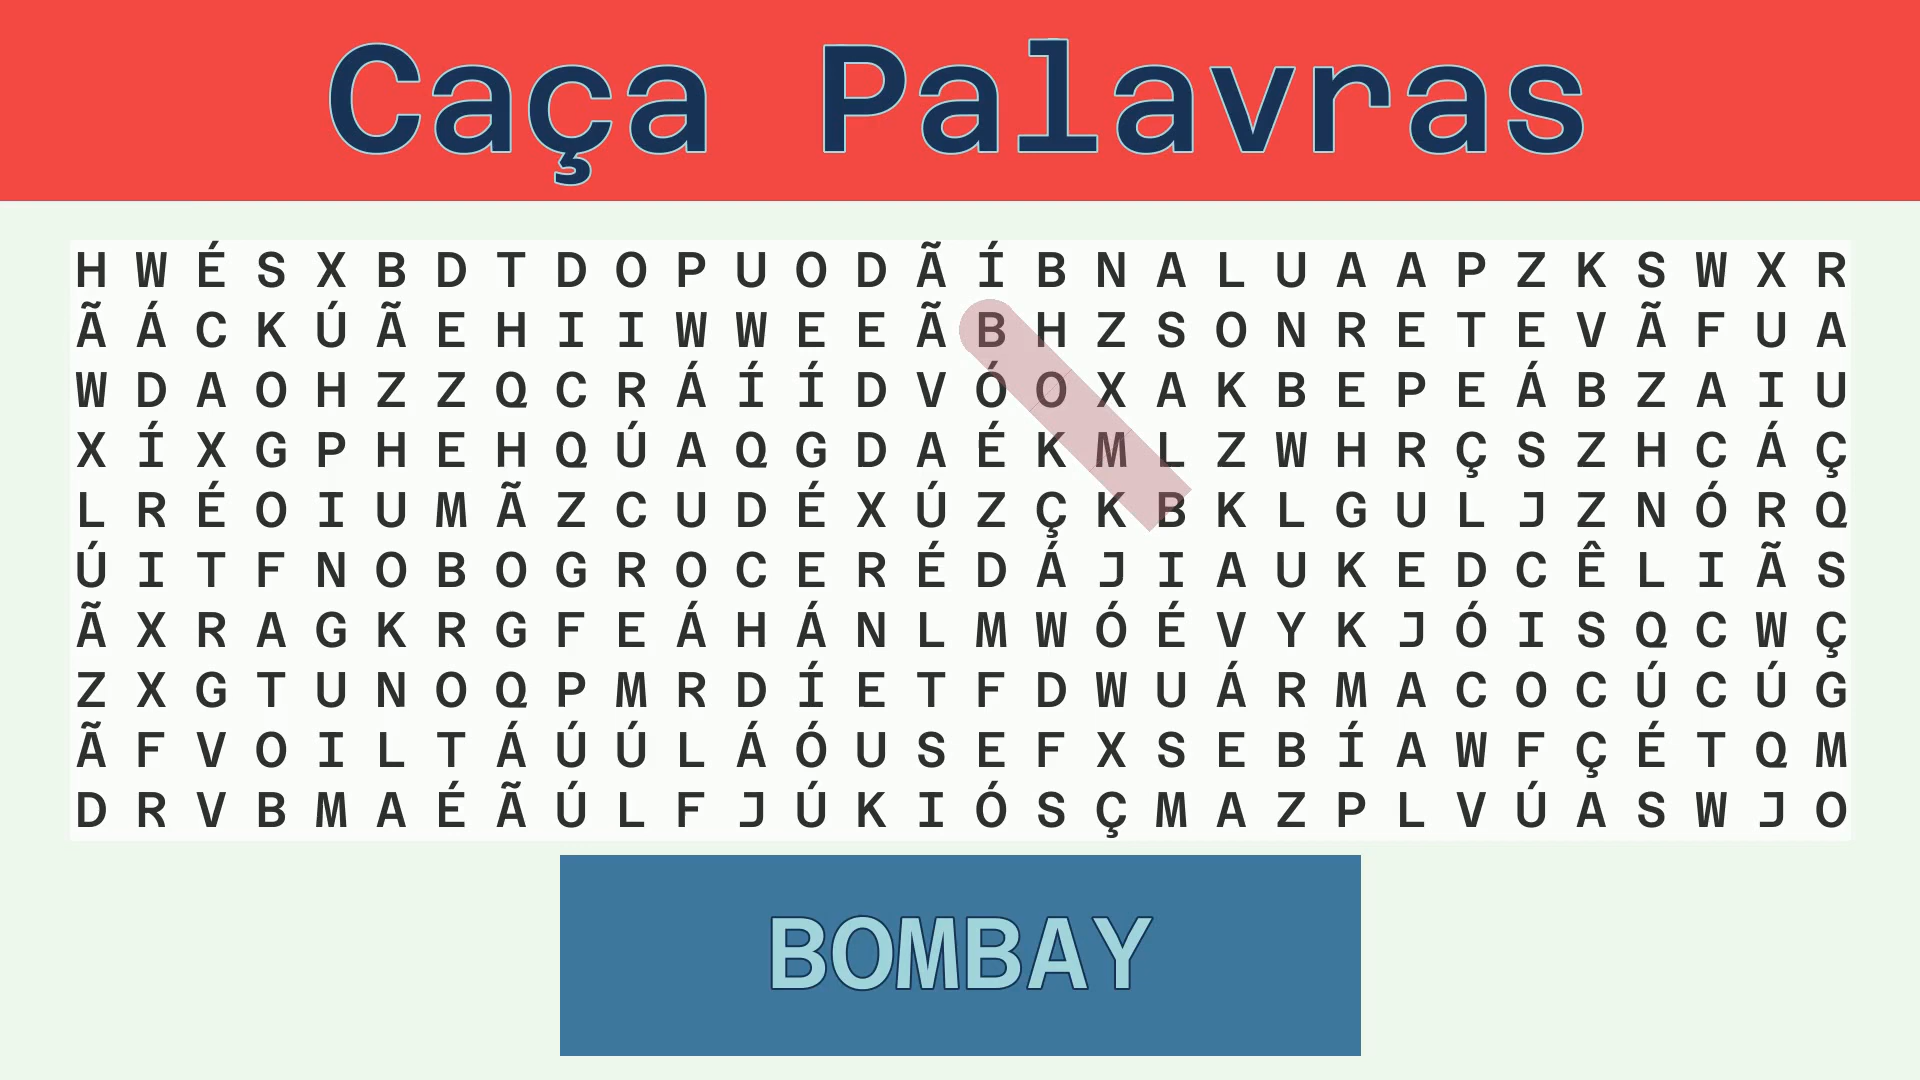 Caça Palavras
H W É S X B D T D O P U O D Ã Í B N A L U A A P Z K S W X R
Ã Á C K Ú Ã E H I I W W E E Ã B H Z S O N R E T E V Ã F U A
W D A O H Z Z Q C R Á Í Í D V Ó O X A K B E P E Á B Z A I U
X Í X G P H E H Q Ú A Q G D A É K M L Z W H R Ç S Z H C Á Ç
L R É O I U M Ã Z C U D É X Ú Z Ç K B K L G U L J Z N Ó R Q
Ú I T F N O B O G R O C E R É D Á J I A U K E D C Ê L I Ã S
Ã X R A G K R G F E Á H Á N L M W Ó É V Y K J Ó I S Q C W Ç
Z X G T U N O Q P M R D Í E T F D W U Á R M A C O C Ú C Ú G
Ã F V O I L T Á Ú Ú L Á Ó U S E F X S E B Í A W F Ç É T Q M
D R V B M A É Ã Ú L F J Ú K I Ó S Ç M A Z P L V Ú A S W J O
BOMBAY